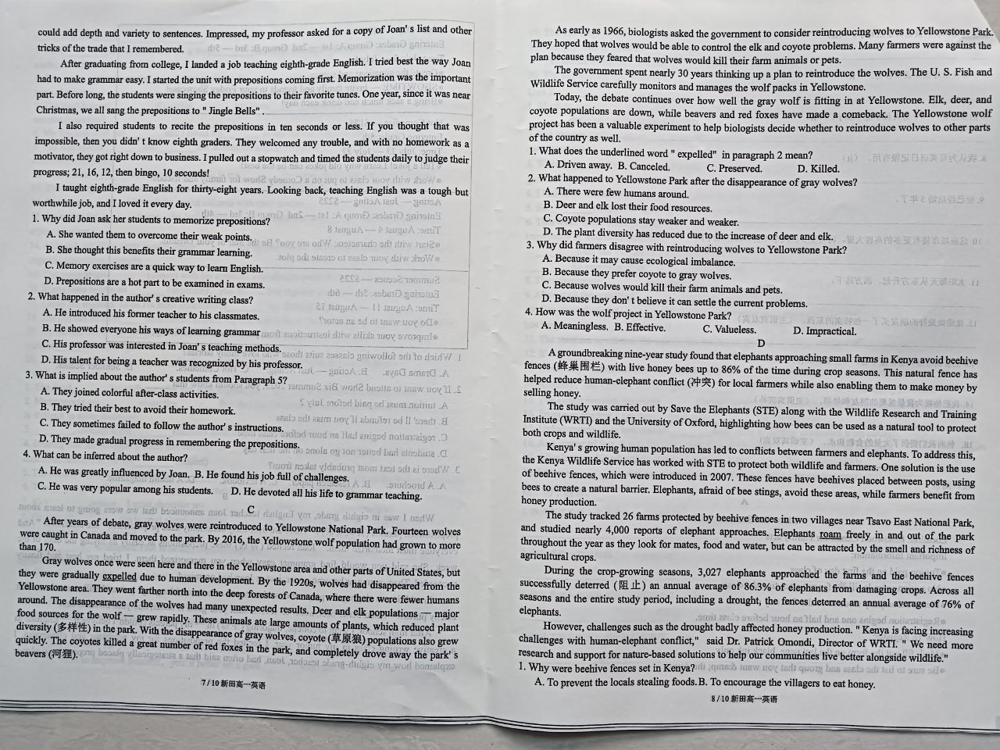 could add depth and variety to sentences. Impressed, my professor asked for a copy of Joan's list and other
tricks of the trade that I remembered.
After graduating from college, I landed a job teaching eighth-grade English. I tried best the way Joan
had to make grammar easy. I started the unit with prepositions coming first. Memorization was the important
part. Before long, the students were singing the prepositions to their favorite tunes. One year, since it was near
Christmas, we all sang the prepositions to " Jingle Bells" .
I also required students to recite the prepositions in ten seconds or less. If you thought that was
impossible, then you didn't know eighth graders. They welcomed any trouble, and with no homework as a
motivator, they got right down to business. I pulled out a stopwatch and timed the students daily to judge their
progress; 21, 16, 12, then bingo, 10 seconds!
I taught eighth-grade English for thirty-eight years. Looking back, teaching English was a tough but
worthwhile job, and I loved it every day.
1. Why did Joan ask her students to memorize prepositions?
A. She wanted them to overcome their weak points.
B. She thought this benefits their grammar learning.
C. Memory exercises are a quick way to learn English.
D. Prepositions are a hot part to be examined in exams.
2. What happened in the author's creative writing class?
A. He introduced his former teacher to his classmates.
B. He showed everyone his ways of learning grammar
C. His professor was interested in Joan's teaching methods.
D. His talent for being a teacher was recognized by his professor.
3. What is implied about the author's students from Paragraph 5?
A. They joined colorful after-class activities.
B. They tried their best to avoid their homework.
C. They sometimes failed to follow the author's instructions.
D. They made gradual progress in remembering the prepositions.
4. What can be inferred about the author?
A. He was greatly influenced by Joan. B. He found his job full of challenges.
C. He was very popular among his students. D. He devoted all his life to grammar teaching.
C
After years of debate, gray wolves were reintroduced to Yellowstone National Park. Fourteen wolves
were caught in Canada and moved to the park. By 2016, the Yellowstone wolf population had grown to more
than 170.
Gray wolves once were seen here and there in the Yellowstone area and other parts of United States, but
they were gradually expelled due to human development. By the 1920s, wolves had disappeared from the
Yellowstone area. They went farther north into the deep forests of Canada, where there were fewer humans
around. The disappearance of the wolves had many unexpected results. Deer and elk populations — major
food sources for the wolf — grew rapidly. These animals ate large amounts of plants, which reduced plant
diversity (多样性) in the park. With the disappearance of gray wolves, coyote (草原狼) populations also grew
quickly. The coyotes killed a great number of red foxes in the park, and completely drove away the park's
beavers (河狸).
7 / 10 新田高一英语
As early as 1966, biologists asked the government to consider reintroducing wolves to Yellowstone Park.
They hoped that wolves would be able to control the elk and coyote problems. Many farmers were against the
plan because they feared that wolves would kill their farm animals or pets.
The government spent nearly 30 years thinking up a plan to reintroduce the wolves. The U. S. Fish and
Wildlife Service carefully monitors and manages the wolf packs in Yellowstone.
Today, the debate continues over how well the gray wolf is fitting in at Yellowstone. Elk, deer, and
coyote populations are down, while beavers and red foxes have made a comeback. The Yellowstone wolf
project has been a valuable experiment to help biologists decide whether to reintroduce wolves to other parts
of the country as well.
1. What does the underlined word " expelled" in paragraph 2 mean?
A. Driven away. B. Canceled. C. Preserved. D. Killed.
2. What happened to Yellowstone Park after the disappearance of gray wolves?
A. There were few humans around.
B. Deer and elk lost their food resources.
C. Coyote populations stay weaker and weaker.
D. The plant diversity has reduced due to the increase of deer and elk.
3. Why did farmers disagree with reintroducing wolves to Yellowstone Park?
A. Because it may cause ecological imbalance.
B. Because they prefer coyote to gray wolves.
C. Because wolves would kill their farm animals and pets.
D. Because they don't believe it can settle the current problems.
4. How was the wolf project in Yellowstone Park?
A. Meaningless. B. Effective. C. Valueless. D. Impractical.
D
A groundbreaking nine-year study found that elephants approaching small farms in Kenya avoid beehive
fences (蜂巢围栏) with live honey bees up to 86% of the time during crop seasons. This natural fence has
helped reduce human-elephant conflict (冲突) for local farmers while also enabling them to make money by
selling honey.
The study was carried out by Save the Elephants (STE) along with the Wildlife Research and Training
Institute (WRTI) and the University of Oxford, highlighting how bees can be used as a natural tool to protect
both crops and wildlife.
Kenya's growing human population has led to conflicts between farmers and elephants. To address this,
the Kenya Wildlife Service has worked with STE to protect both wildlife and farmers. One solution is the use
of beehive fences, which were introduced in 2007. These fences have beehives placed between posts, using
bees to create a natural barrier. Elephants, afraid of bee stings, avoid these areas, while farmers benefit from
honey production.
The study tracked 26 farms protected by beehive fences in two villages near Tsavo East National Park,
and studied nearly 4,000 reports of elephant approaches. Elephants roam freely in and out of the park
throughout the year as they look for mates, food and water, but can be attracted by the smell and richness of
agricultural crops.
During the crop-growing seasons, 3,027 elephants approached the farms and the beehive fences
successfully deterred (阻止) an annual average of 86.3% of elephants from damaging crops. Across all
seasons and the entire study period, including a drought, the fences deterred an annual average of 76% of
elephants.
However, challenges such as the drought badly affected honey production. " Kenya is facing increasing
challenges with human-elephant conflict," said Dr. Patrick Omondi, Director of WRTI. " We need more
research and support for nature-based solutions to help our communities live better alongside wildlife."
1. Why were beehive fences set in Kenya?
A. To prevent the locals stealing foods. B. To encourage the villagers to eat honey.
8 / 10 新田高一英语